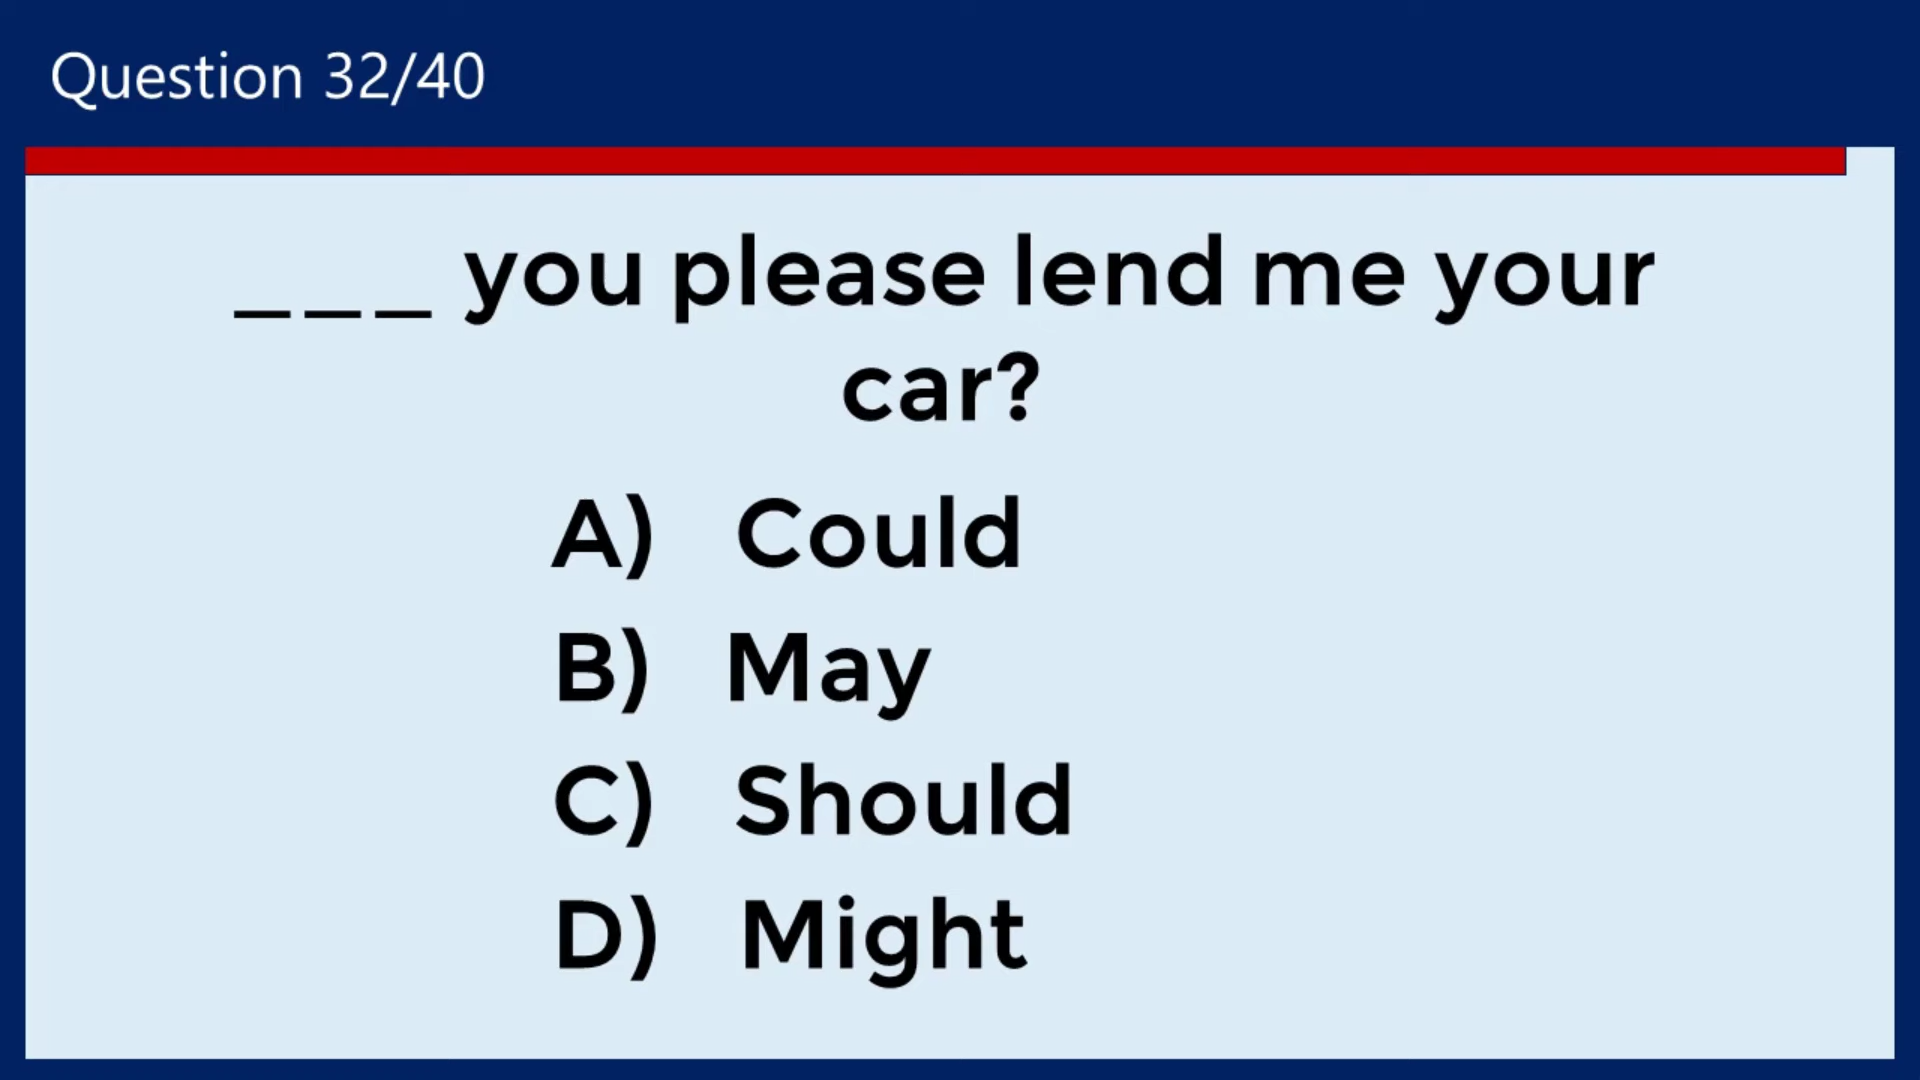 Question 32/40
___ you please lend me your
car?
A) Could
B) May
C) Should
D) Might